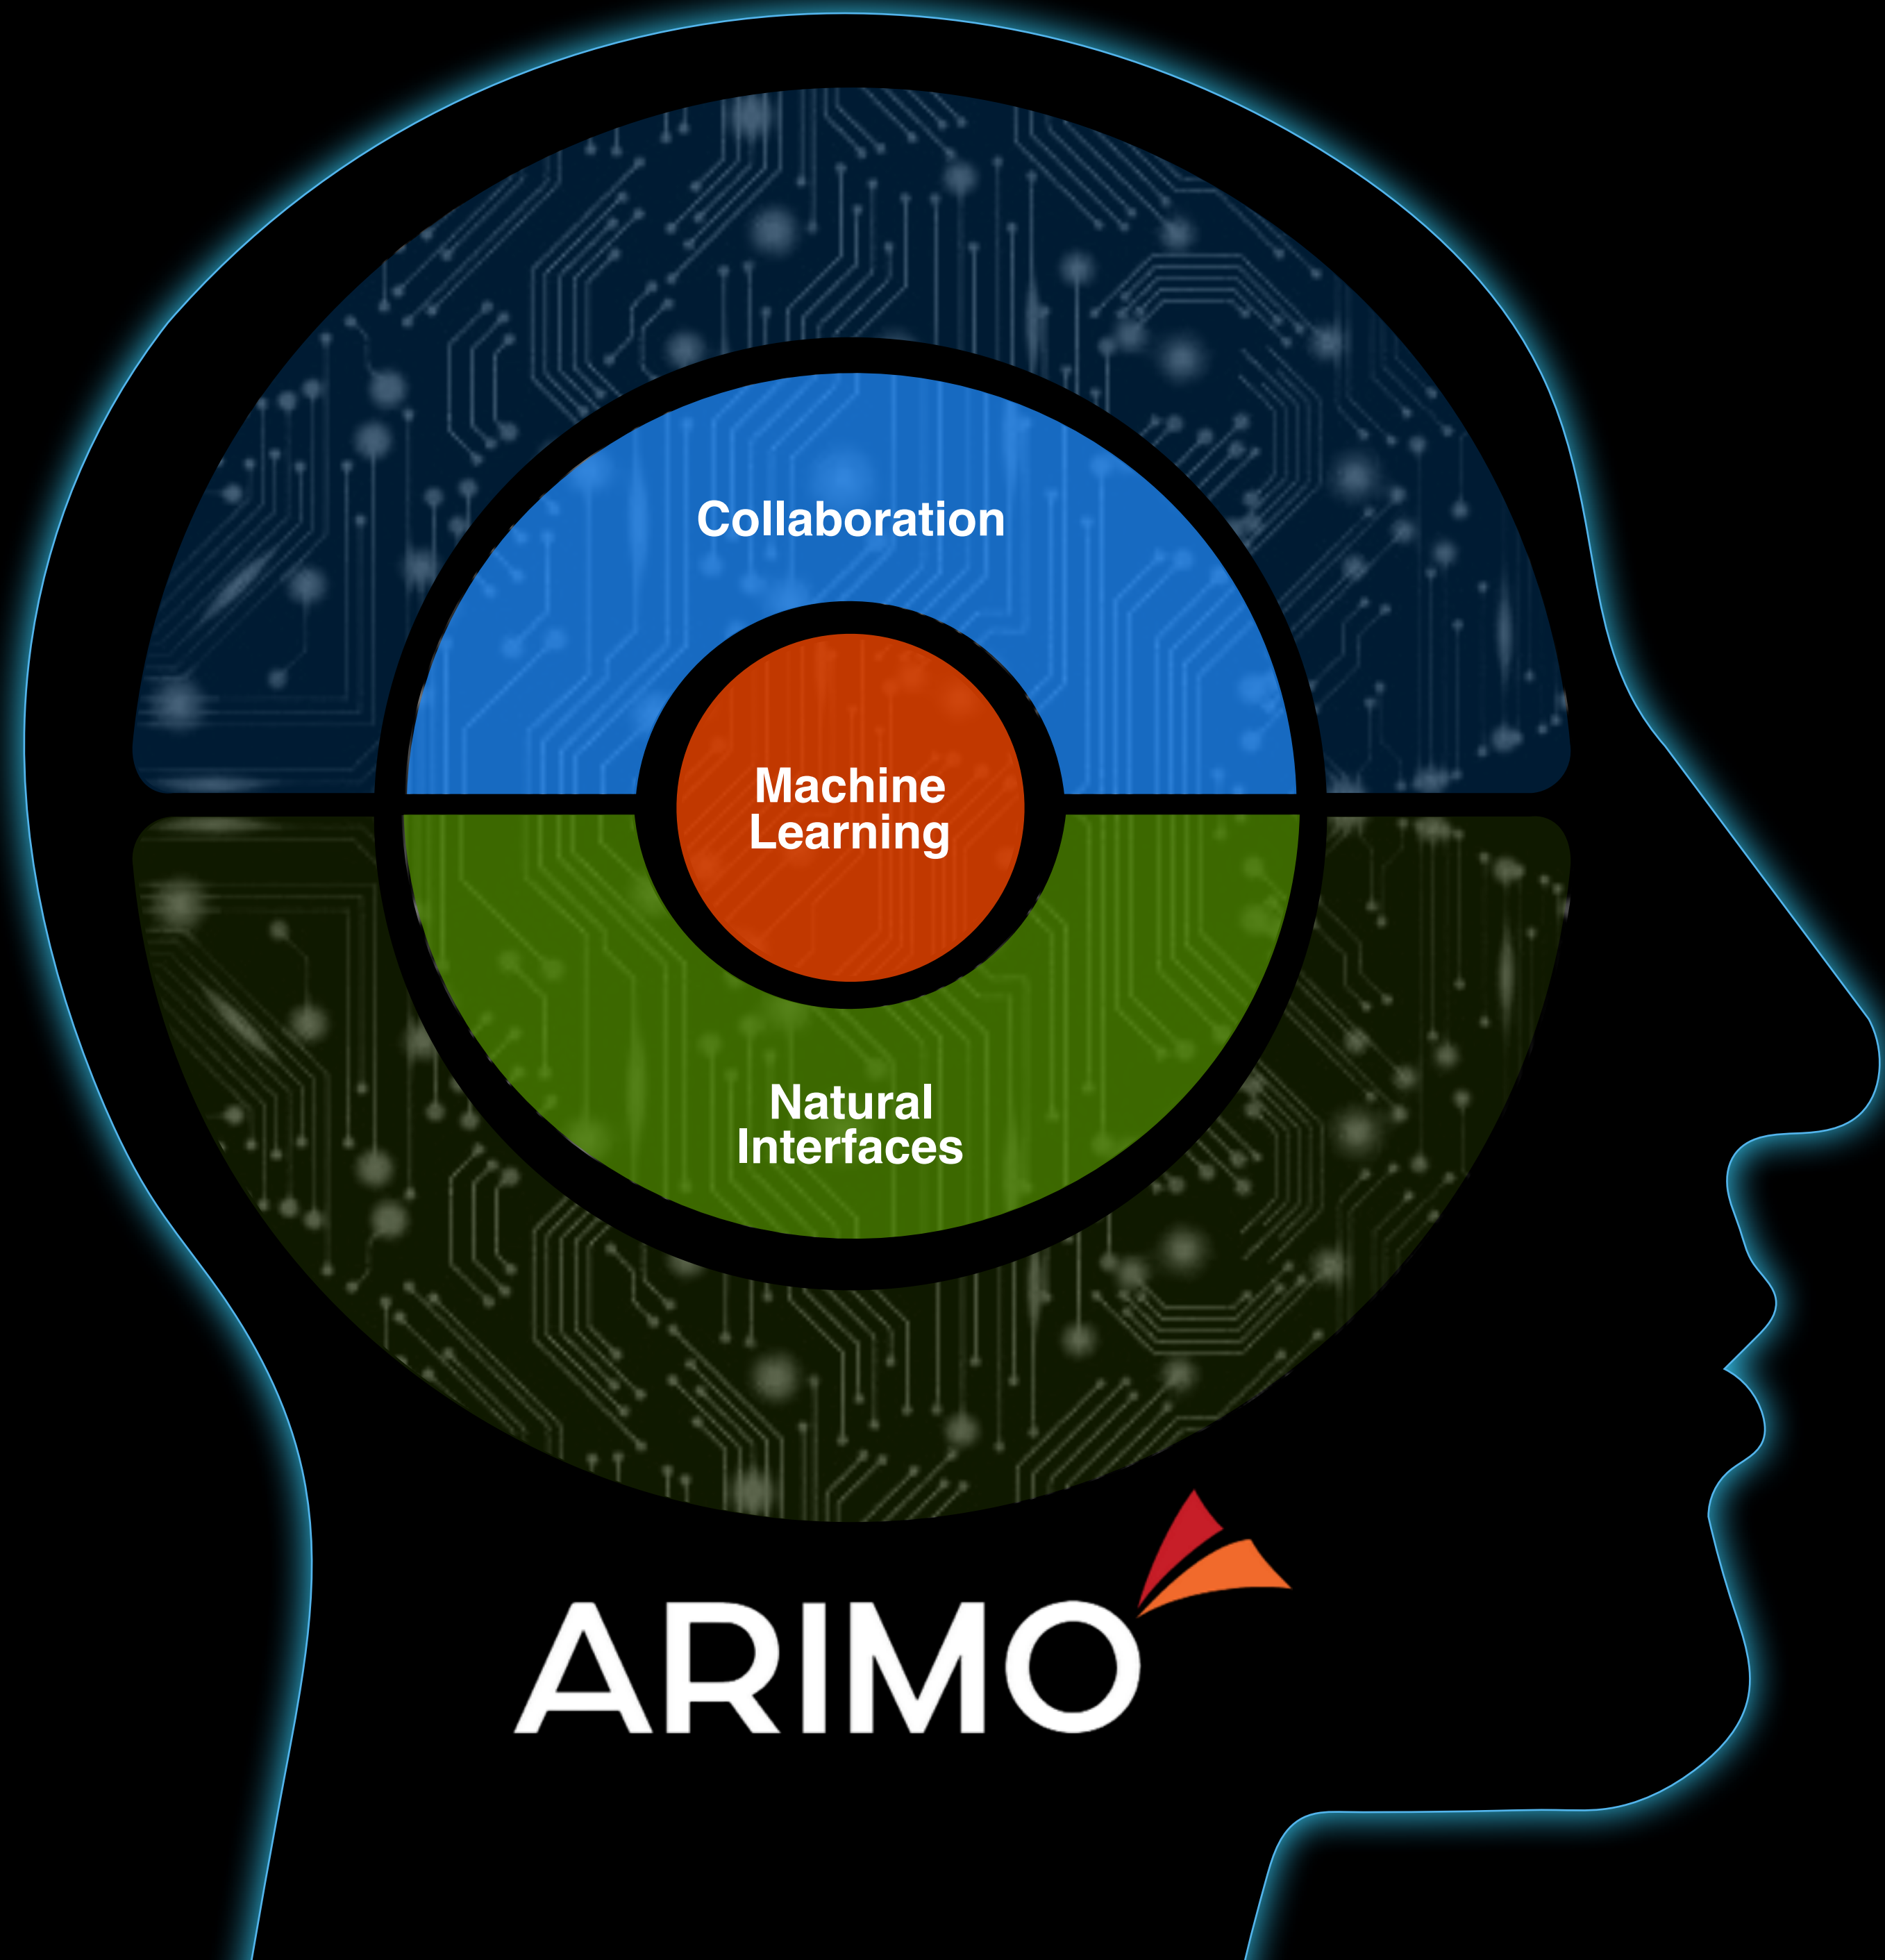 Collaboration
Machine
Learning
Natural
Interfaces
ARIMO